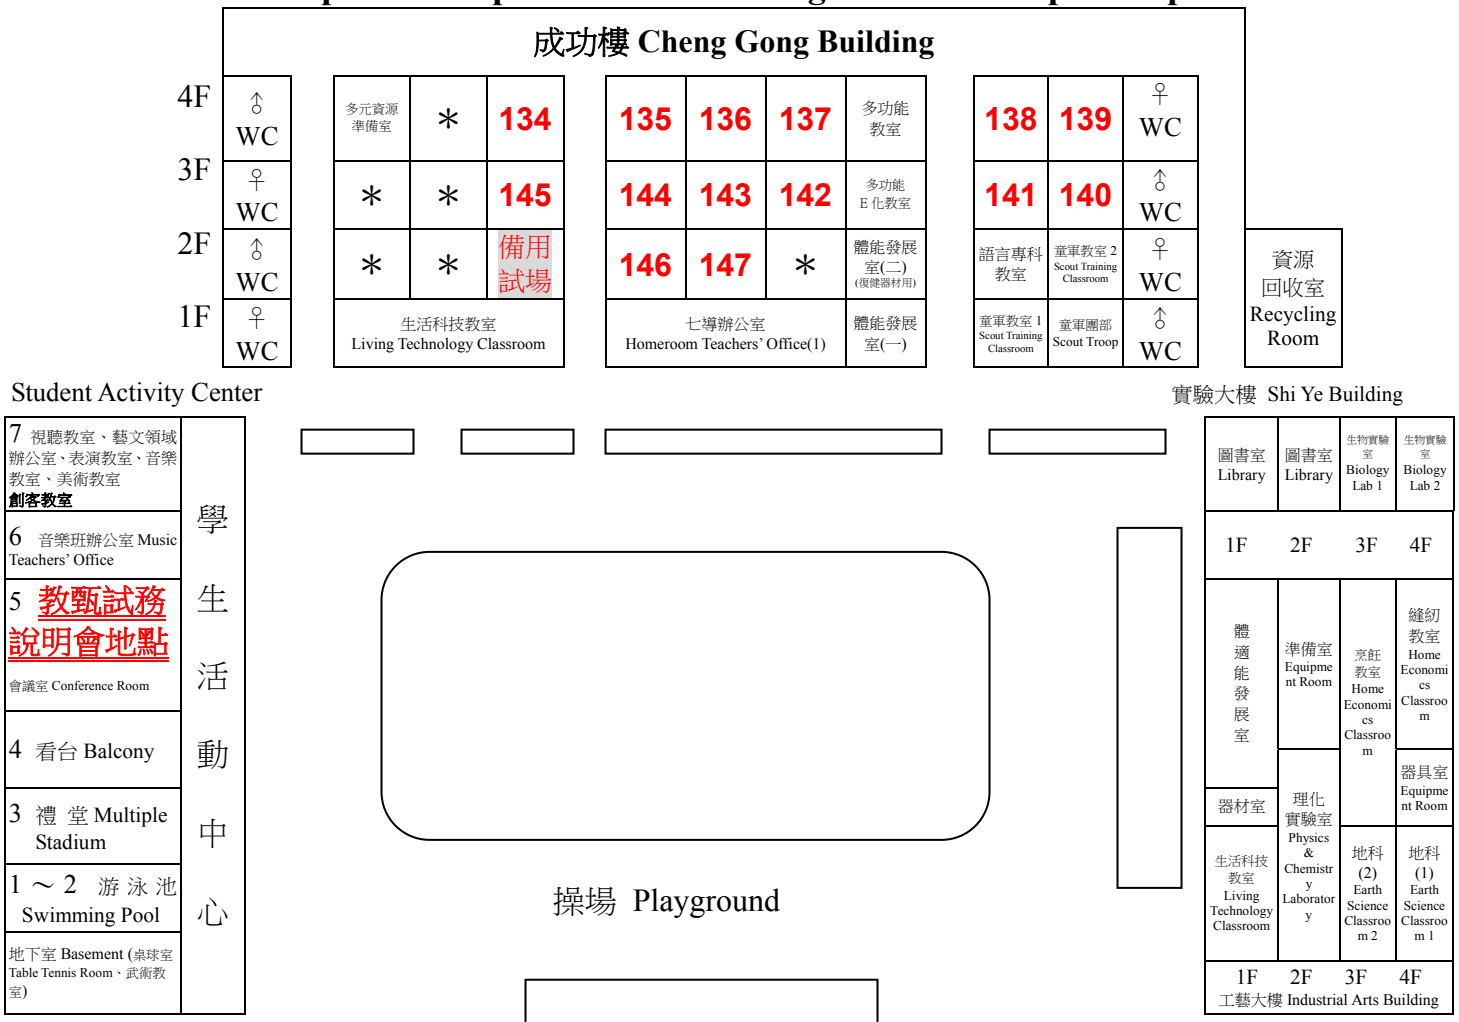 成功樓 Cheng Gong Building
4F
♂
WC
多元資源
準備室
＊
134
135
136
137
多功能
教室
138
139
♀
WC
3F
♀
WC
＊
＊
145
144
143
142
多功能
E 化教室
141
140
♂
WC
2F
♂
WC
＊
＊
備用
試場
146
147
＊
體能發展
室(二)
(復健器材用)
語言專科
教室
童軍教室 2
Scout Training
Classroom
♀
WC
資源
回收室
Recycling
Room
1F
♀
WC
生活科技教室
Living Technology Classroom
七導辦公室
Homeroom Teachers' Office(1)
體能發展
室(一)
童軍教室 1
Scout Training
Classroom
童軍團部
Scout Troop
♂
WC
Student Activity Center
實驗大樓 Shi Ye Building
7 視聽教室、藝文領域
辦公室、表演教室、音樂
教室、美術教室
創客教室
6 音樂班辦公室 Music
Teachers' Office
5 教甄試務
說明會地點
會議室 Conference Room
4 看台 Balcony
3 禮 堂 Multiple
Stadium
1 ～ 2 游 泳 池
Swimming Pool
地下室 Basement (桌球室
Table Tennis Room、武術教
室)
學
生
活
動
中
心
操場 Playground
圖書室
Library
圖書室
Library
生物實驗
室
Biology
Lab 1
生物實驗
室
Biology
Lab 2
1F 2F 3F 4F
體
適
能
發
展
室
器材室
生活科技
教室
Living
Technology
Classroom
準備室
Equipme
nt Room
理化
實驗室
Physics
&
Chemistr
y
Laborator
y
烹飪
教室
Home
Economi
cs
Classroo
m
地科
(2)
Earth
Science
Classroo
m 2
縫紉
教室
Home
Economi
cs
Classroo
m
器具室
Equipme
nt Room
地科
(1)
Earth
Science
Classroo
m 1
1F 2F 3F 4F
工藝大樓 Industrial Arts Building